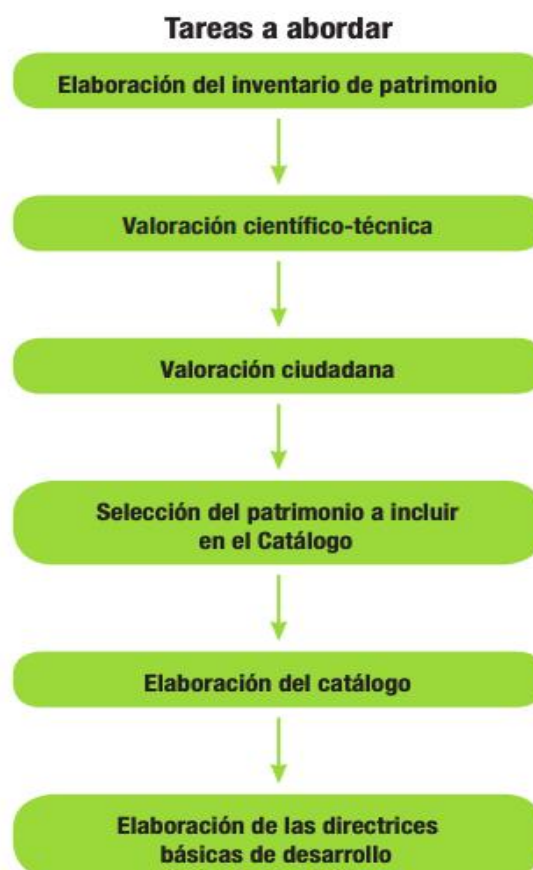 Tareas a abordar
Elaboración del inventario de patrimonio
Valoración científico-técnica
Valoración ciudadana
Selección del patrimonio a incluir
en el Catálogo
Elaboración del catálogo
Elaboración de las directrices
básicas de desarrollo